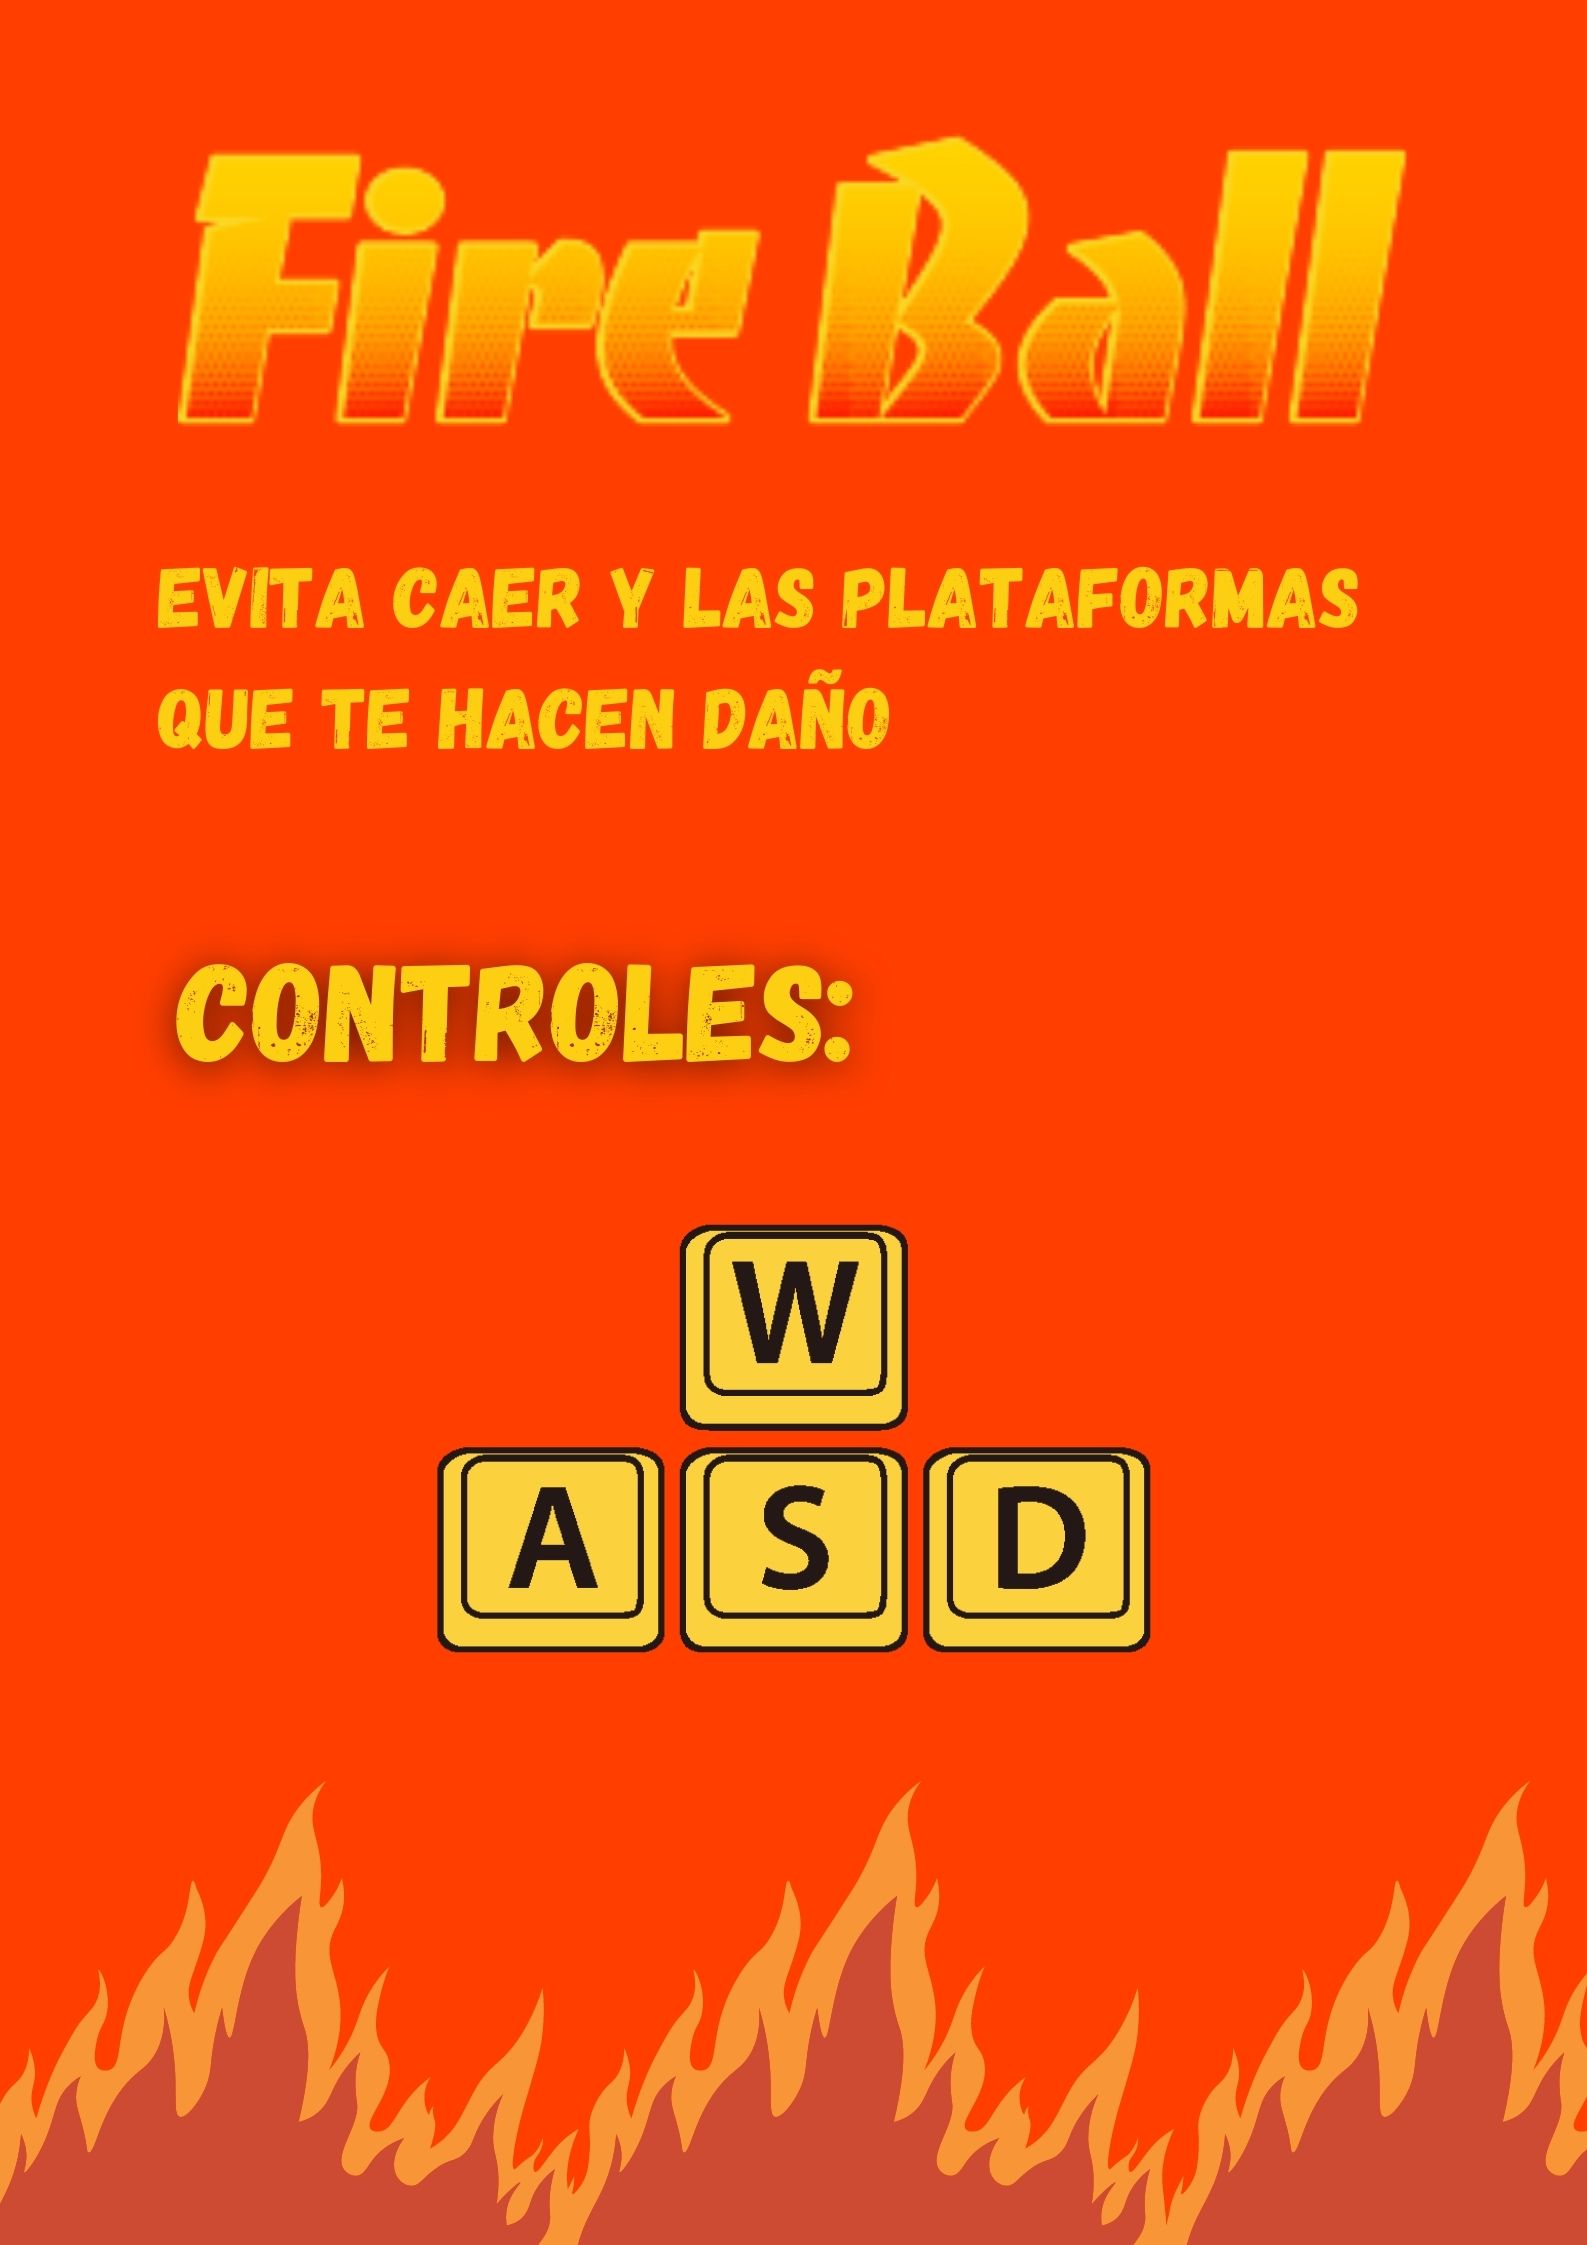 Fire Ball
EVITA CAER Y LAS PLATAFORMAS
QUE TE HACEN DAÑO
CONTROLES:
W
A S D